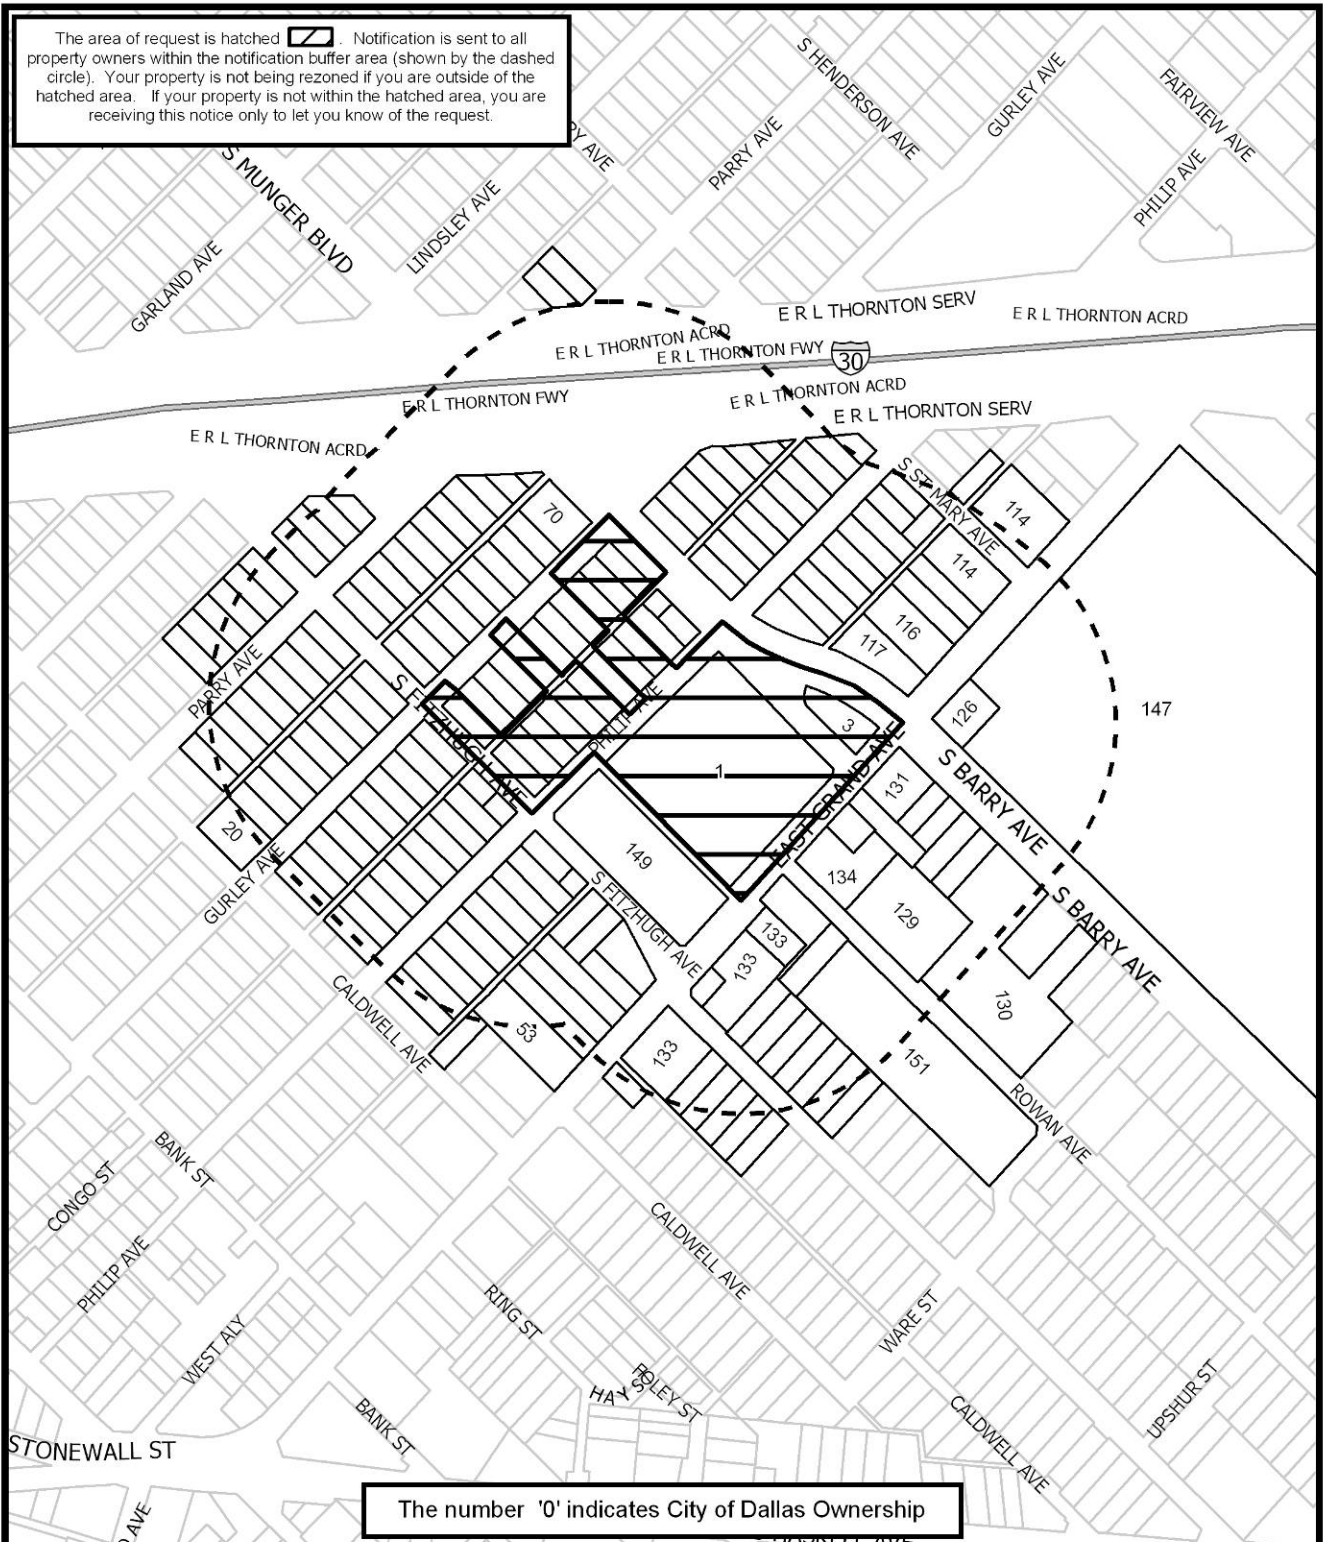 The area of request is hatched . Notification is sent to all
property owners within the notification buffer area (shown by the dashed
circle). Your property is not being rezoned if you are outside of the
hatched area. If your property is not within the hatched area, you are
receiving this notice only to let you know of the request.
S HENDERSON AVE
GURLEY AVE
FAIRVIEW AVE
AVE
PARRY AVE
PHILIP AVE
S MUNGER BLVD
LINDSLEY AVE
GARLAND AVE
E R L THORNTON SERV
E R L THORNTON ACRD
E R L THORNTON ACRD
E R L THORNTON FWY
30
E R L THORNTON ACRD
E R L THORNTON FWY
E R L THORNTON SERV
E R L THORNTON ACRD
S ST MARY AVE
70
114
114
116
117
PARRY AVE
S FITZHUGH AVE
PHILIP AVE
126
147
3
1
EAST GRAND AVE
S BARRY AVE
131
20
GURLEY AVE
149
134
129
S FITZHUGH AVE
S BARRY AVE
133
133
130
CALDWELL AVE
53
133
151
ROWAN AVE
BANK ST
CONGO ST
PHILIP AVE
WEST ALY
RING ST
CALDWELL AVE
WARE ST
HAY ST
FOLEY ST
BANK ST
UPSHUR ST
CALDWELL AVE
STONEWALL ST
The number '0' indicates City of Dallas Ownership
AVE